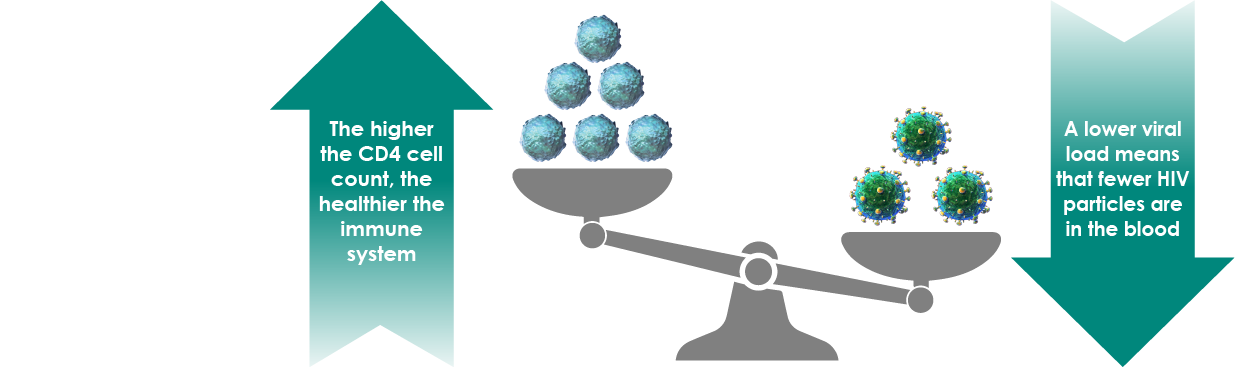 The higher
the CD4 cell
count, the
healthier the
immune
system
A lower viral
load means
that fewer HIV
particles are
in the blood